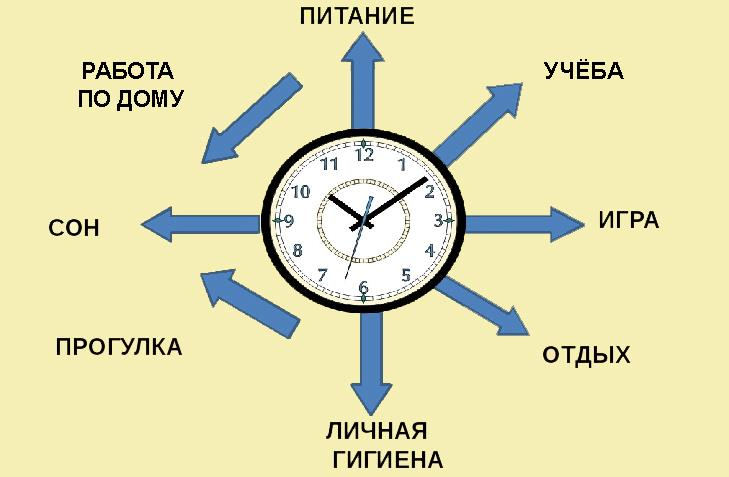 ПИТАНИЕ
РАБОТА
ПО ДОМУ
УЧЁБА
12
11
1
10
2
9
3
8
4
7
5
6
СОН
ИГРА
ПРОГУЛКА
ОТДЫХ
ЛИЧНАЯ
ГИГИЕНА